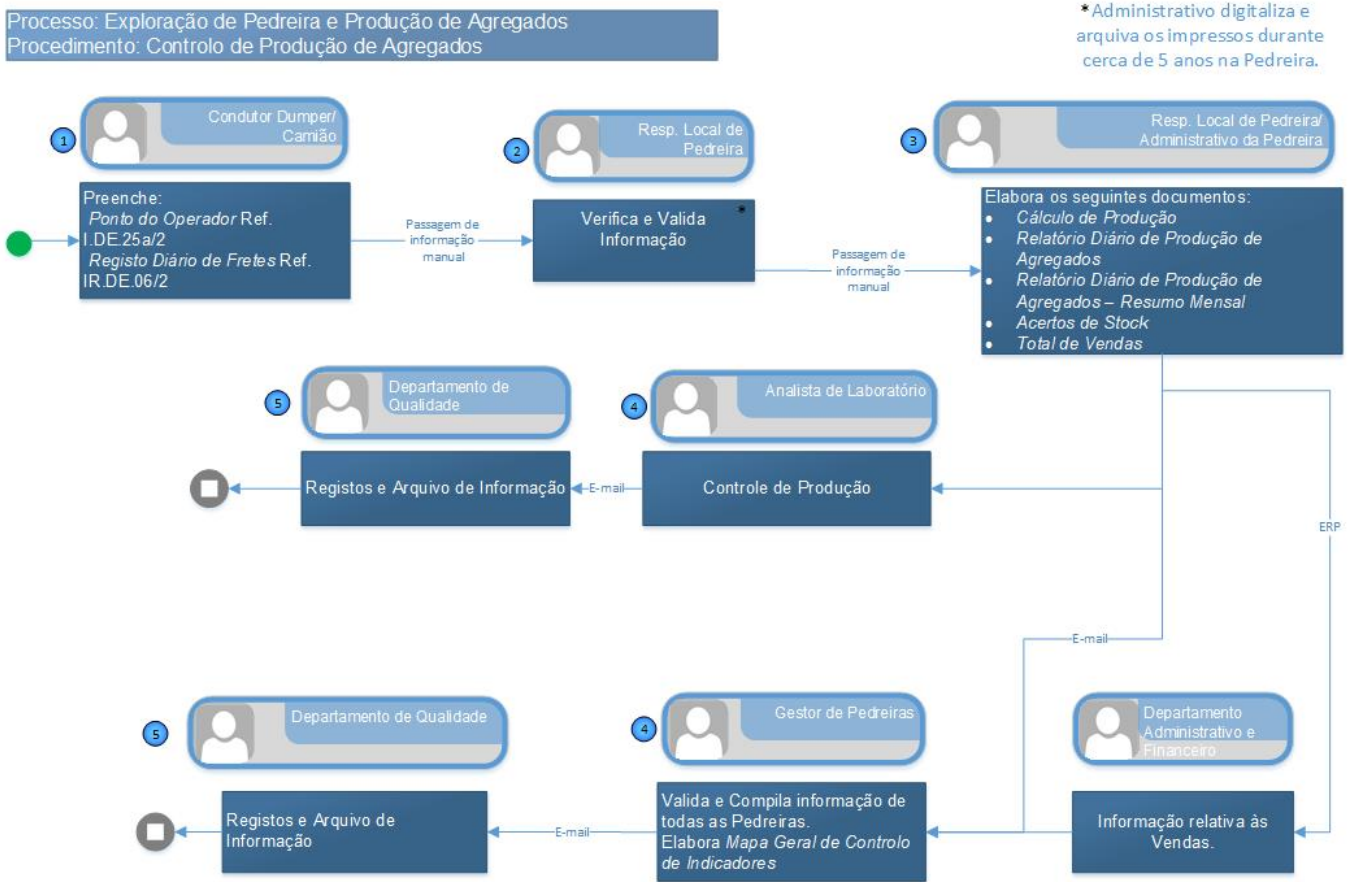 Processo: Exploração de Pedreira e Produção de Agregados
Procedimento: Controlo de Produção de Agregados
*Administrativo digitaliza e
arquiva os impressos durante
cerca de 5 anos na Pedreira.
1
Condutor Dumper/
Camião
2
Resp. Local de
Pedreira
3
Resp. Local de Pedreira/
Administrativo da Pedreira
Preenche:
Ponto do Operador Ref.
I.DE.25a/2
Registo Diário de Fretes Ref.
IR.DE.06/2
Passagem de
informação
manual
Verifica e Valida
Informação
*
Passagem de
informação
manual
Elabora os seguintes documentos:
• Cálculo de Produção
• Relatório Diário de Produção de
Agregados
• Relatório Diário de Produção de
Agregados – Resumo Mensal
• Acertos de Stock
• Total de Vendas
5
Departamento de
Qualidade
4
Analista de Laboratório
Registos e Arquivo de Informação
E-mail
Controle de Produção
ERP
E-mail
5
Departamento de Qualidade
4
Gestor de Pedreiras
Departamento
Administrativo e
Financeiro
Registos e Arquivo de
Informação
E-mail
Valida e Compila informação de
todas as Pedreiras.
Elabora Mapa Geral de Controlo
de Indicadores
Informação relativa às
Vendas.